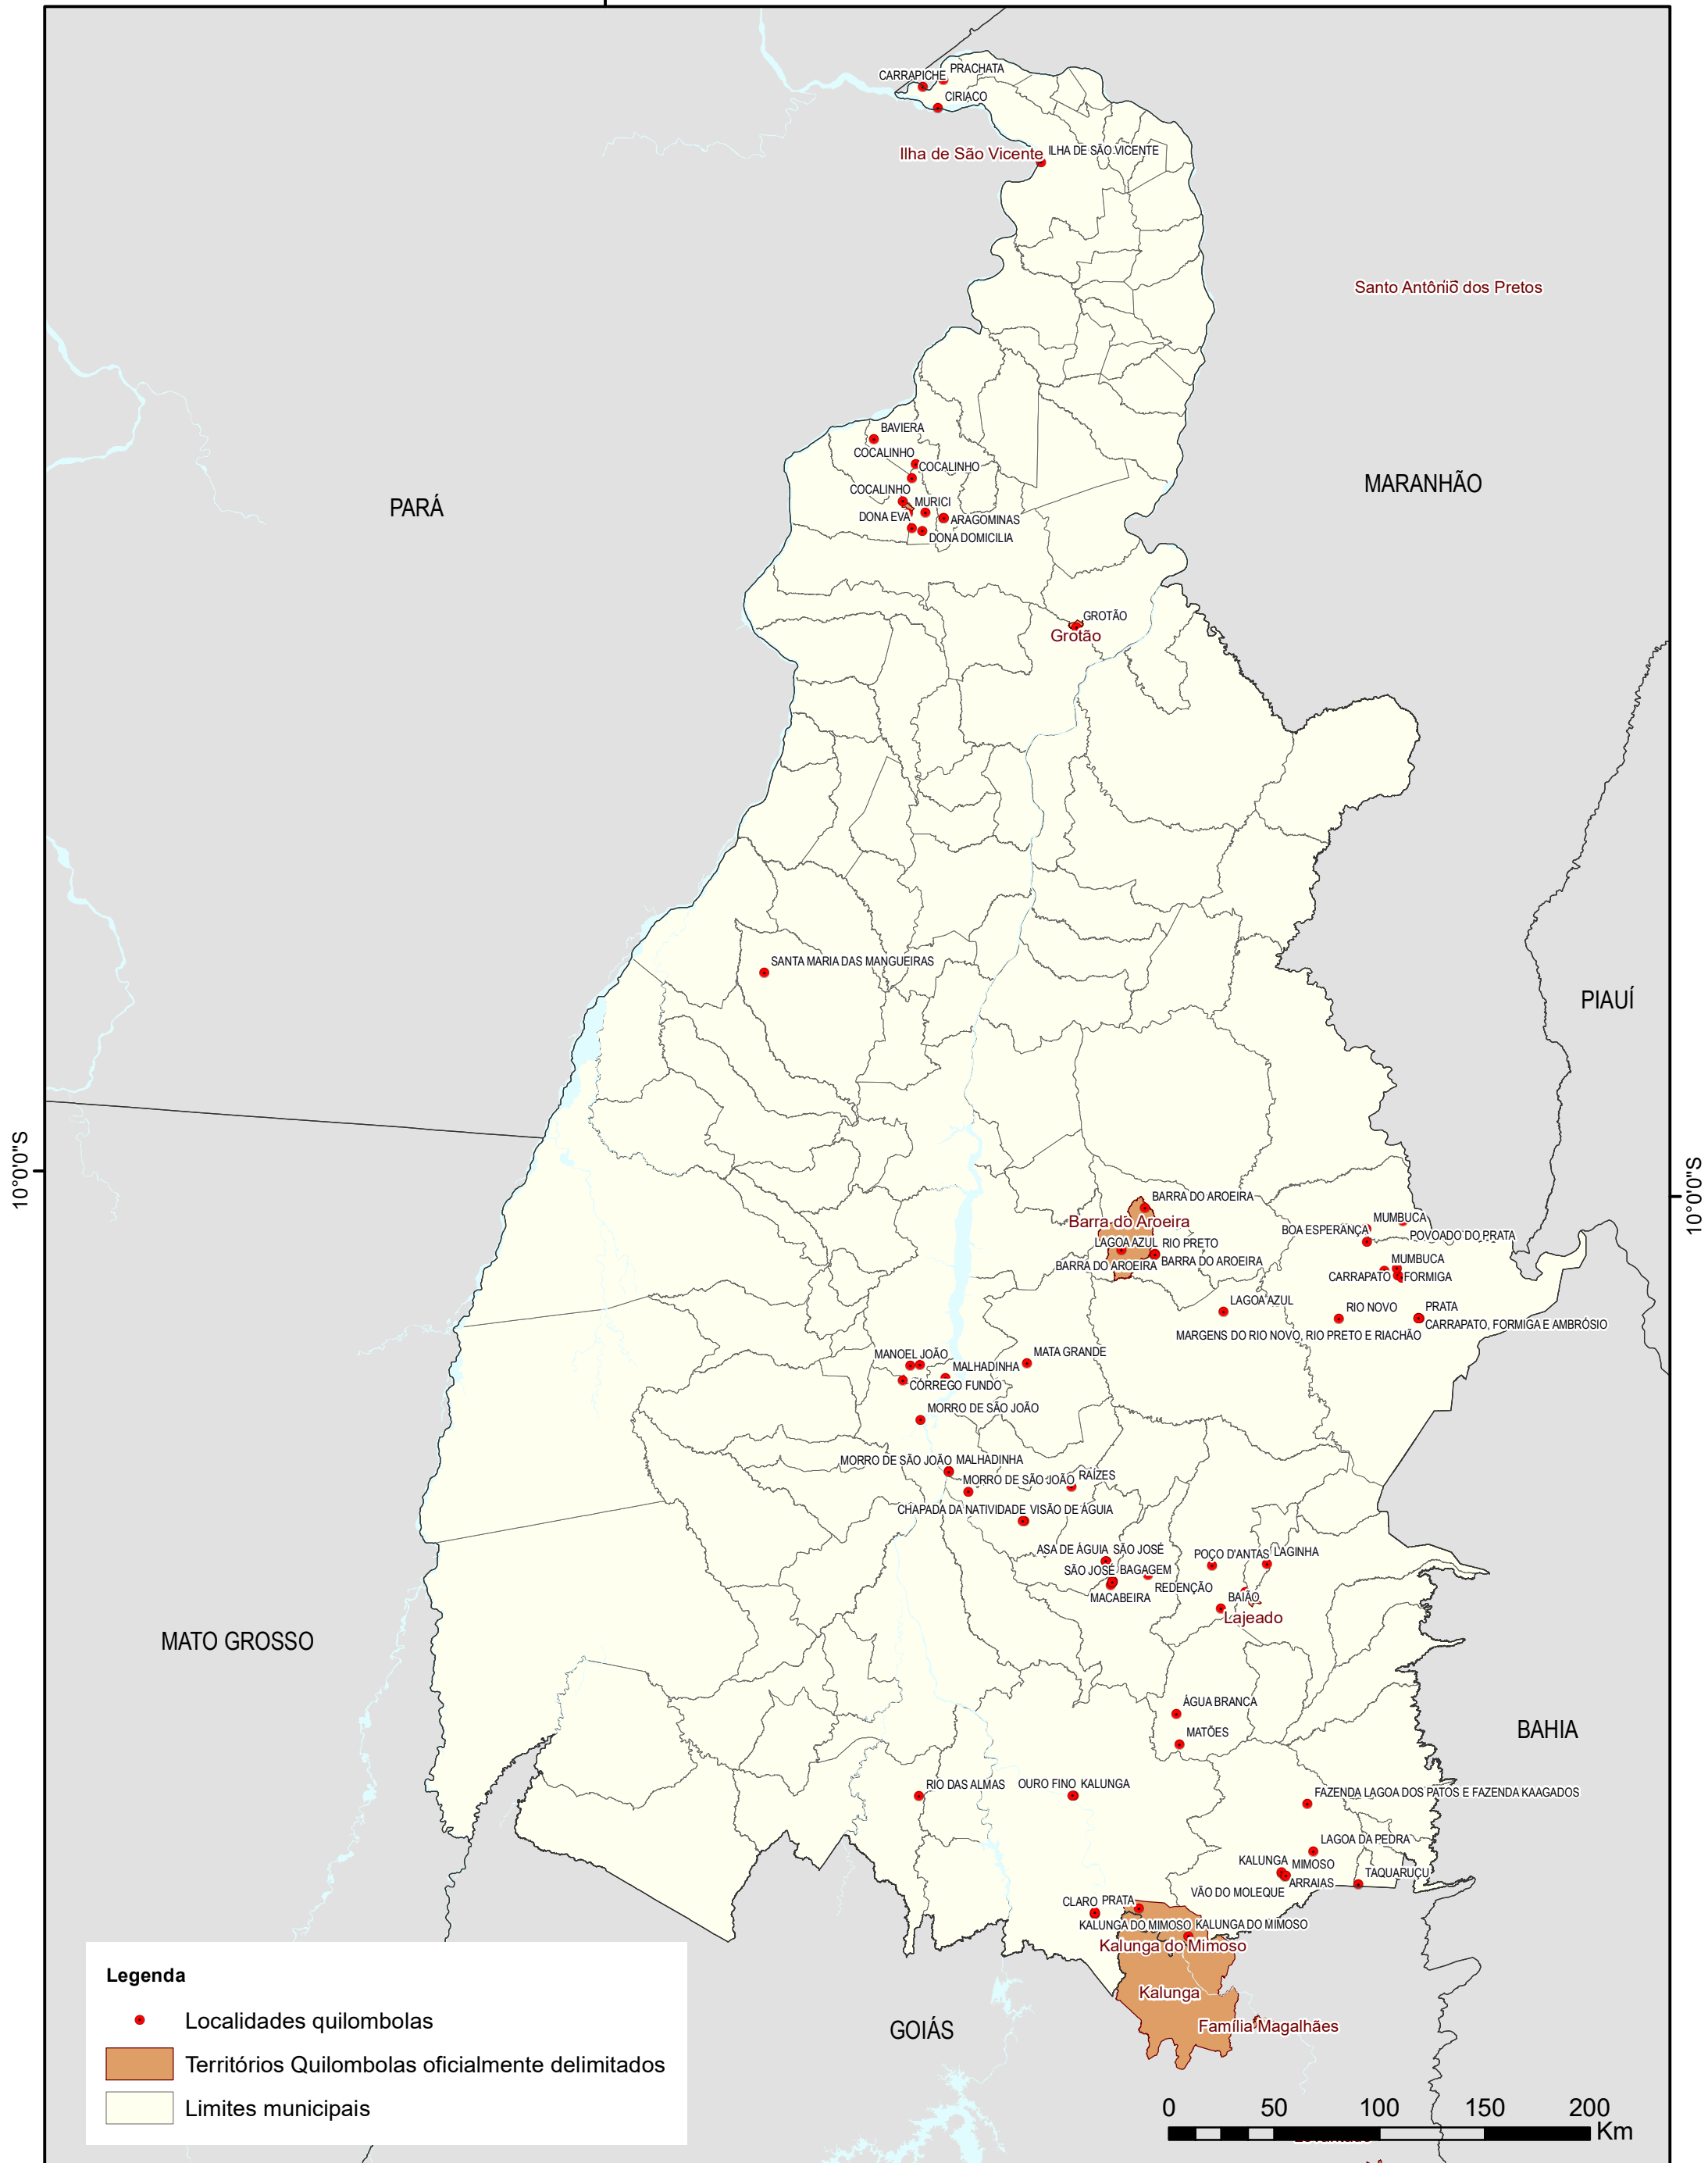 CARRAPICHE
PRACHATA
CIRIACO
Ilha de São Vicente
ILHA DE SÃO VICENTE
Santo Antônio dos Pretos
BAVIERA
COCALINHO
COCALINHO
COCALINHO
MURICI
DONA EVA
ARAGOMINAS
DONA DOMICILIA
PARÁ
MARANHÃO
GROTÃO
Grotão
SANTA MARIA DAS MANGUEIRAS
PIAUÍ
10°0'0"S
10°0'0"S
BARRA DO AROEIRA
Barra do Aroeira
LAGOA AZUL
RIO PRETO
BARRA DO AROEIRA
BARRA DO AROEIRA
MUMBUCA
BOA ESPERANÇA
POVOADO DO PRATA
MUMBUCA
CARRAPATO
FORMIGA
LAGOA AZUL
RIO NOVO
PRATA
CARRAPATO, FORMIGA E AMBRÓSIO
MARGENS DO RIO NOVO, RIO PRETO E RIACHÃO
MANOEL JOÃO
MATA GRANDE
MALHADINHA
CÓRREGO FUNDO
MORRO DE SÃO JOÃO
MORRO DE SÃO JOÃO
MALHADINHA
MORRO DE SÃO JOÃO
RAÍZES
CHAPADA DA NATIVIDADE
VISÃO DE ÁGUIA
ASA DE ÁGUIA
SÃO JOSÉ
POÇO D'ANTAS
LAGINHA
SÃO JOSÉ
BAGAGEM
REDENÇÃO
MACABEIRA
BAIÃO
Lajeado
MATO GROSSO
ÁGUA BRANCA
MATÕES
BAHIA
RIO DAS ALMAS
OURO FINO
KALUNGA
FAZENDA LAGOA DOS PATOS E FAZENDA KAAGADOS
LAGOA DA PEDRA
KALUNGA
MIMOSO
TAQUARUÇU
ARRAIAS
VÃO DO MOLEQUE
CLARO
PRATA
KALUNGA DO MIMOSO
KALUNGA DO MIMOSO
Kalunga do Mimoso
Kalunga
Família Magalhães
GOIÁS
Legenda
Localidades quilombolas
Territórios Quilombolas oficialmente delimitados
Limites municipais
0 50 100 150 200
Km